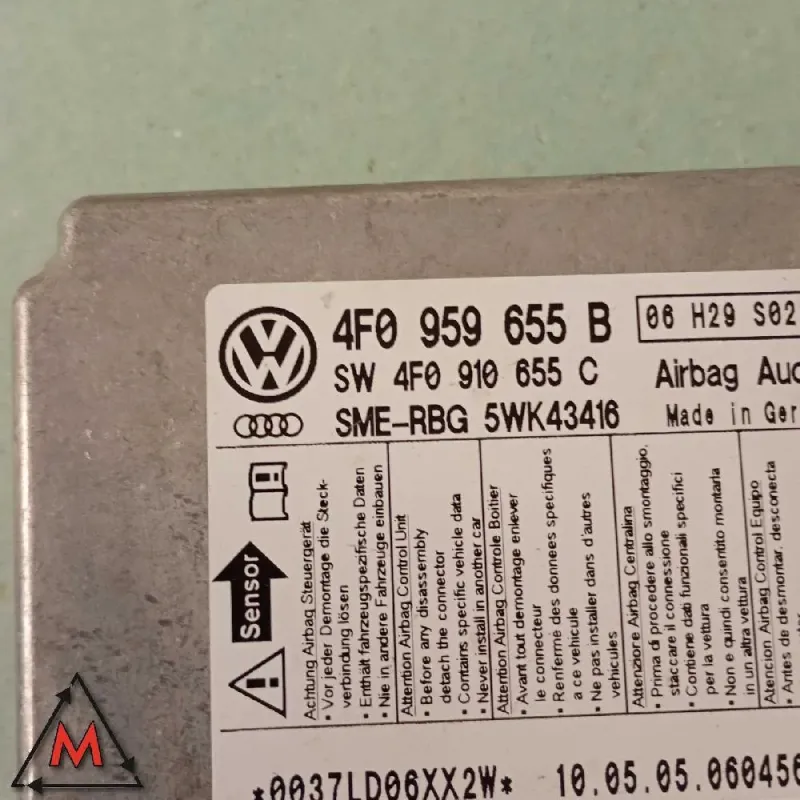 4F0 959 655 B
06 H29 S02
SW 4F0 910 655 C
Airbag
SME-RBG 5WK43416
Made in
Sensor
Achtung Airbag Steuergerät
• Vor jeder Demontage die Steck-
verbindung lösen
• Enthält fahrzeugspezifische Daten
• Nie in andere Fahrzeuge einbauen
Attention Airbag Control Unit
• Before any disassembly
detach the connector
• Contains specific vehicle data
• Never install in another car
Attention Airbag Controle. Boitier
• Avant tout demontage enlever
le connecteur
• Renfermé des donnees specifiques
a ce vehicule
• Ne pas installer dans d'autres
vehicules
Attenziore Airbag Centralina
• Prima di procedere allo smontaggio,
staccare il connessione
• Contiene dati funzionali specifici
per la vettura
• Non e quindi consentito montarla
in un altra vettura
Atencion Airbag Control Equipo
• Antes de desmontar, desconecta
*0037LD06XX2W*
10.05.05.060456
M